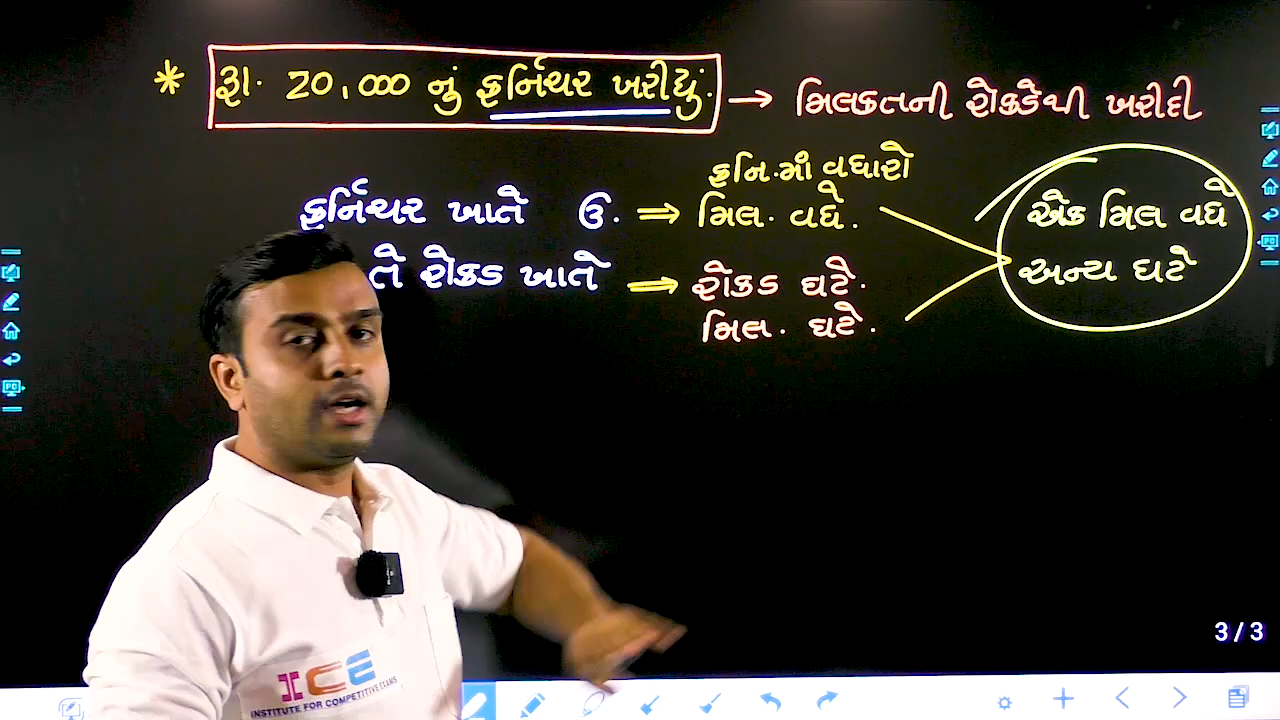 * રૂા. 20,000 નું ફર્નિચર ખરીદ્યું. → મિલકતની રોકડેથી ખરીદી
ફર્નિ.માં વધારો
ફર્નિચર ખાતે ઉ. ⇒ મિલ. વધે.
તે રોકડ ખાતે ⇒ રોકડ ઘટે.
મિલ. ઘટે.
એક મિલ વધે
અન્ય ઘટે
ICE
INSTITUTE FOR COMPETITIVE EXAMS
3 / 3